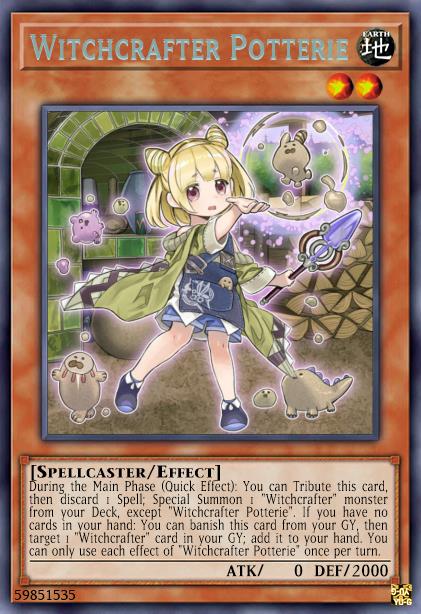 Witchcrafter Potterie
EARTH
地
[Spellcaster/Effect]
During the Main Phase (Quick Effect): You can Tribute this card,
then discard 1 Spell; Special Summon 1 "Witchcrafter" monster
from your Deck, except "Witchcrafter Potterie". If you have no
cards in your hand: You can banish this card from your GY, then
target 1 "Witchcrafter" card in your GY; add it to your hand. You
can only use each effect of "Witchcrafter Potterie" once per turn.
ATK/ 0 DEF/2000
59851535